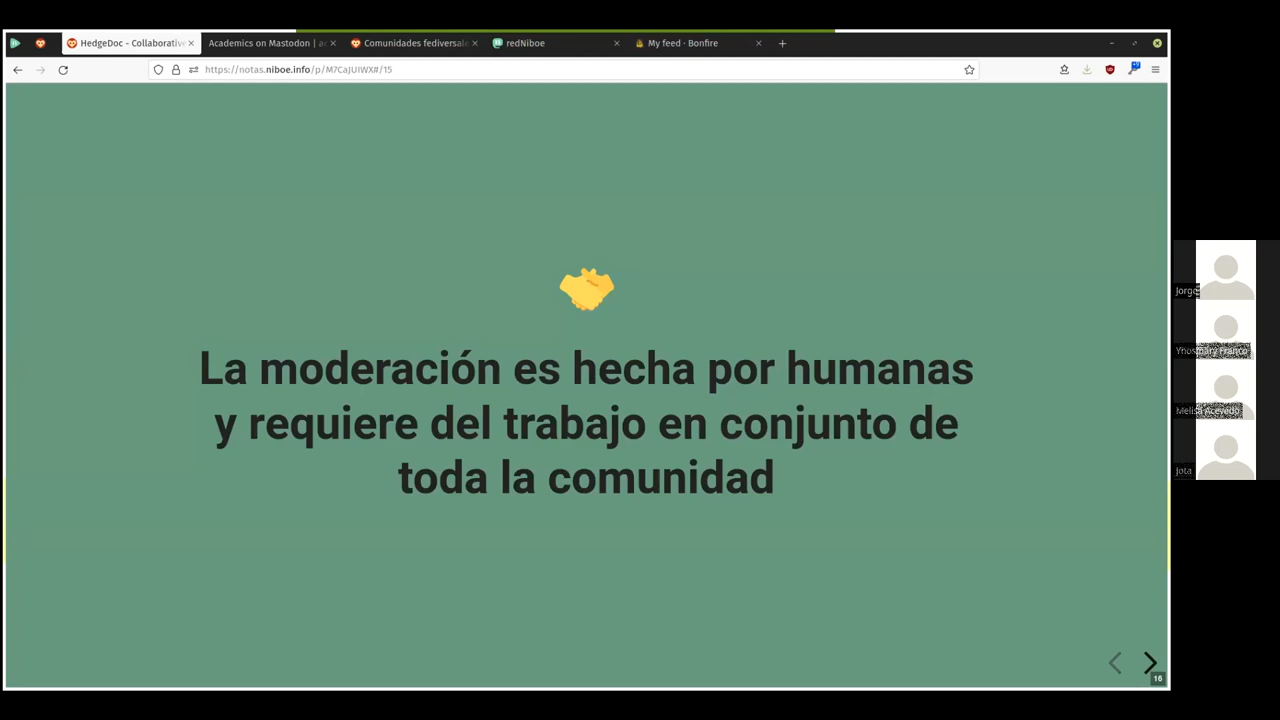 HedgeDoc - Collaborative
Academics on Mastodon | a
Comunidades fediversale
redNiboe
My feed · Bonfire
https://notas.niboe.info/p/M7CaJUIWX#/15
La moderación es hecha por humanas
y requiere del trabajo en conjunto de
toda la comunidad
16
Jorge
Yhosmary Franco
Melisa Acevedo
Jota